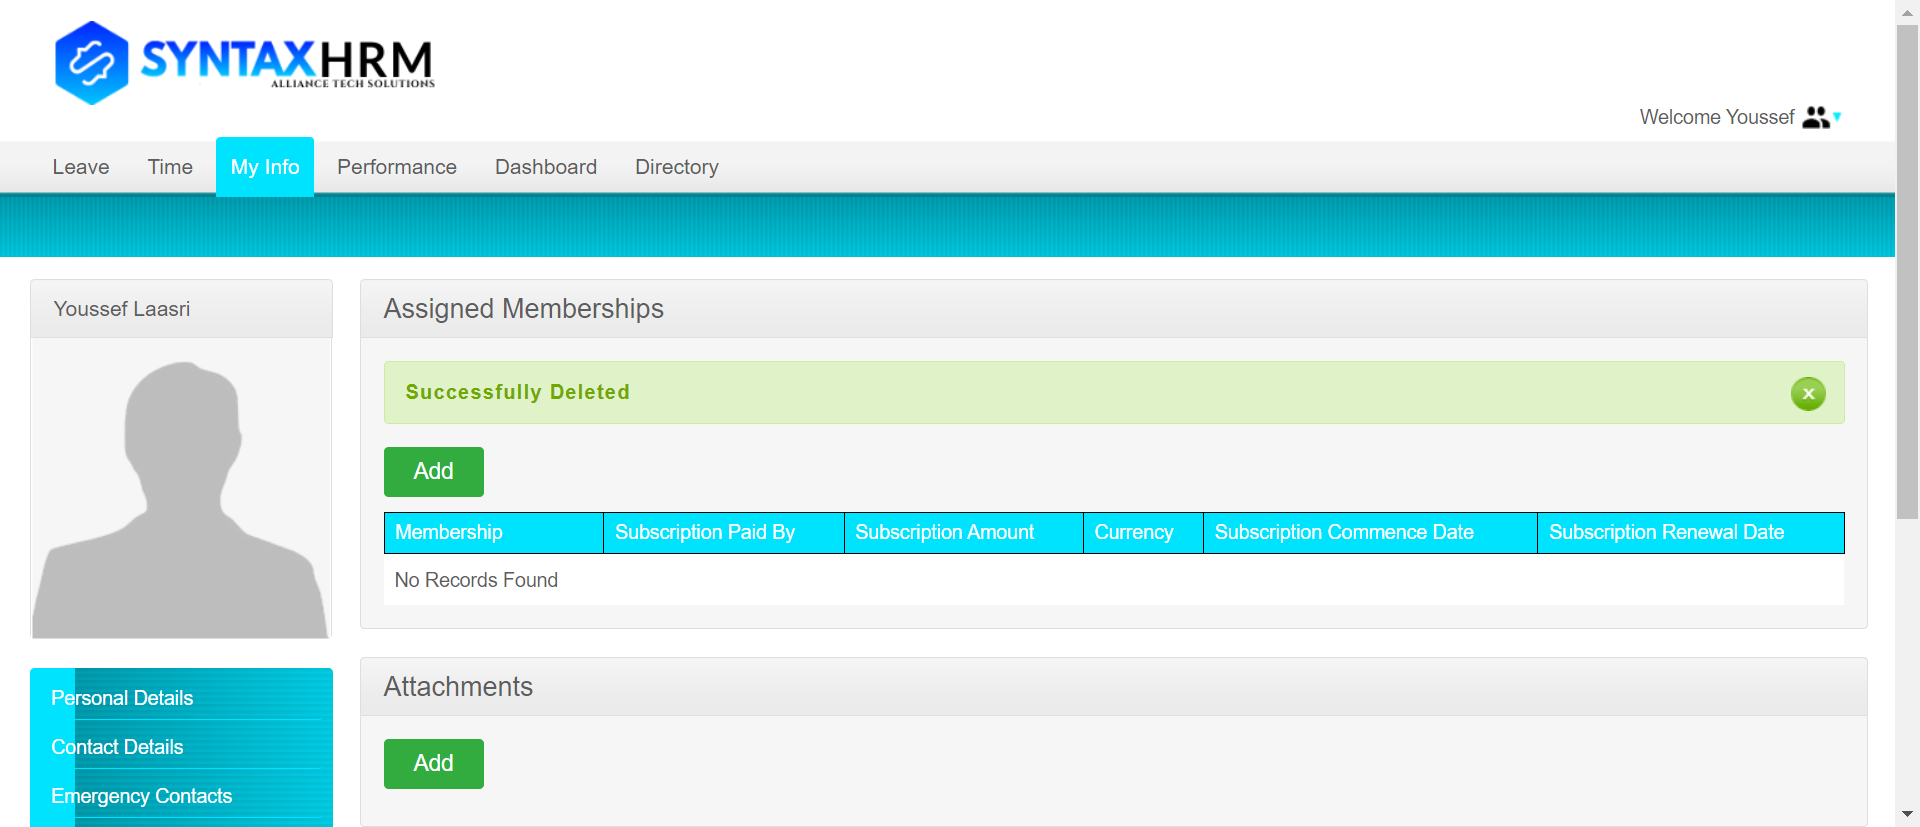 SYNTAXHRM
ALLIANCE TECH SOLUTIONS
Welcome Youssef
Leave Time My Info Performance Dashboard Directory
Youssef Laasri
Assigned Memberships
Successfully Deleted
x
Add
Membership Subscription Paid By Subscription Amount Currency Subscription Commence Date Subscription Renewal Date
No Records Found
Personal Details
Contact Details
Emergency Contacts
Attachments
Add